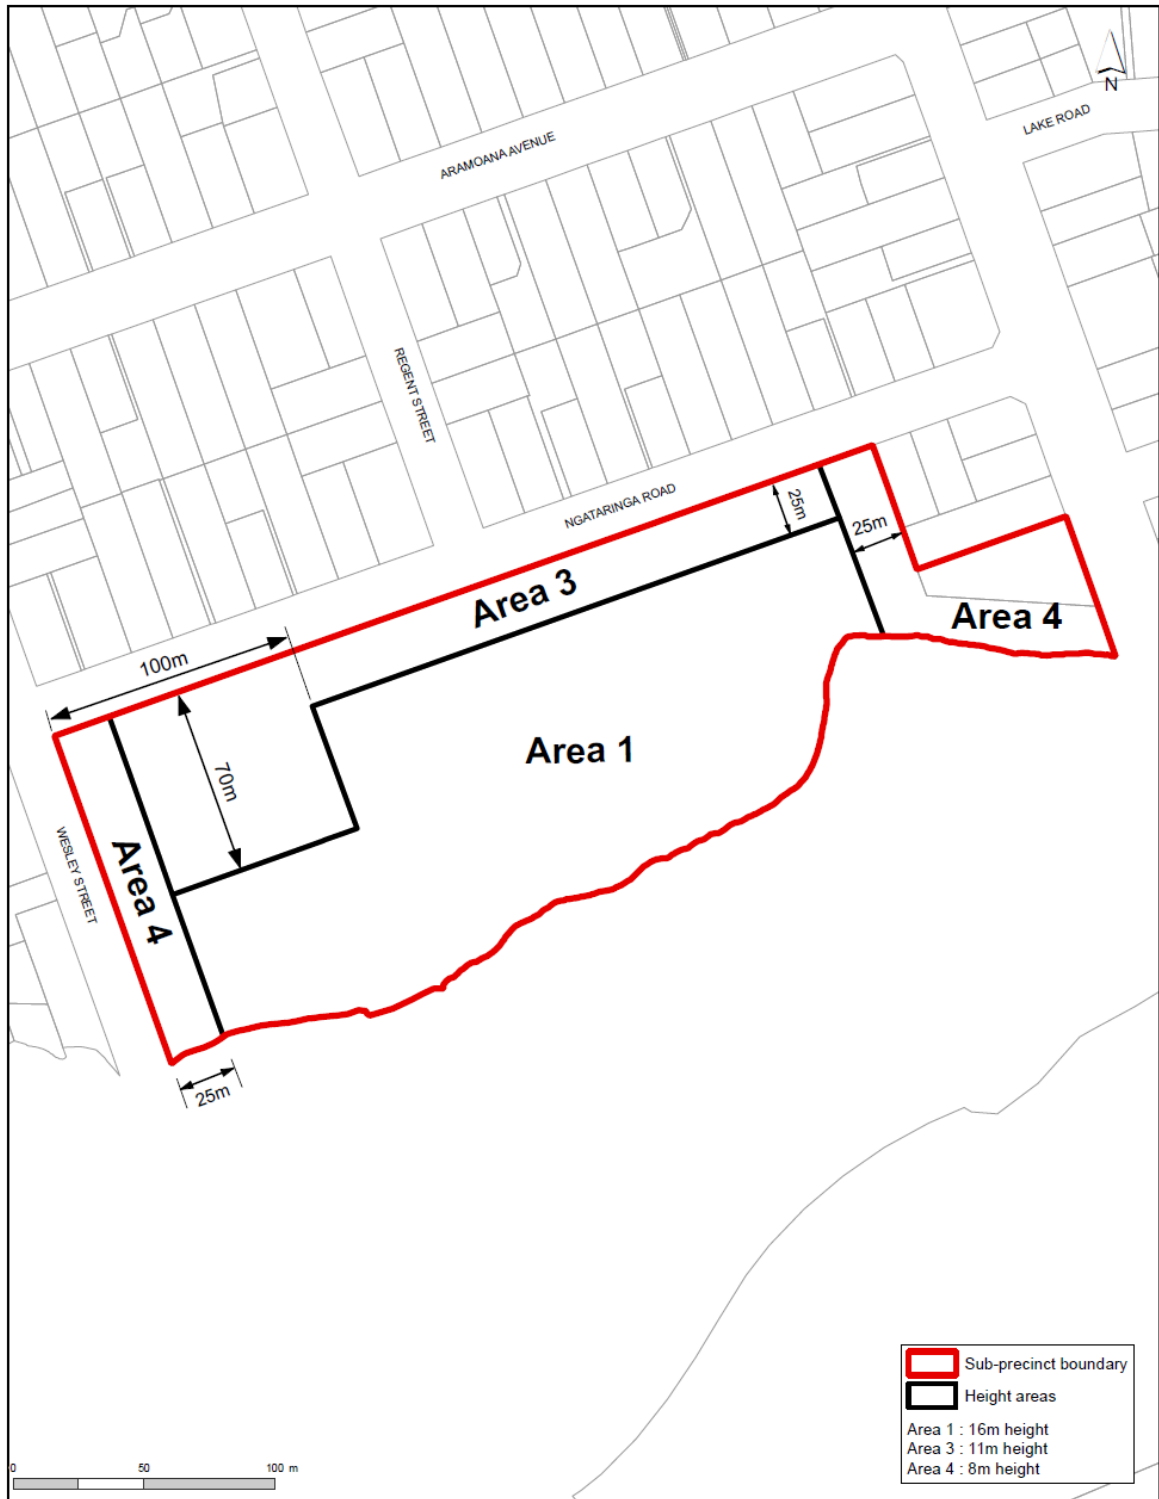 N
LAKE ROAD
ARAMOANA AVENUE
REGENT STREET
NGATARINGA ROAD
25m
25m
Area 3
Area 4
100m
Area 1
70m
WESLEY STREET
Area 4
25m
Sub-precinct boundary
Height areas
Area 1 : 16m height
Area 3 : 11m height
Area 4 : 8m height
0 50 100 m